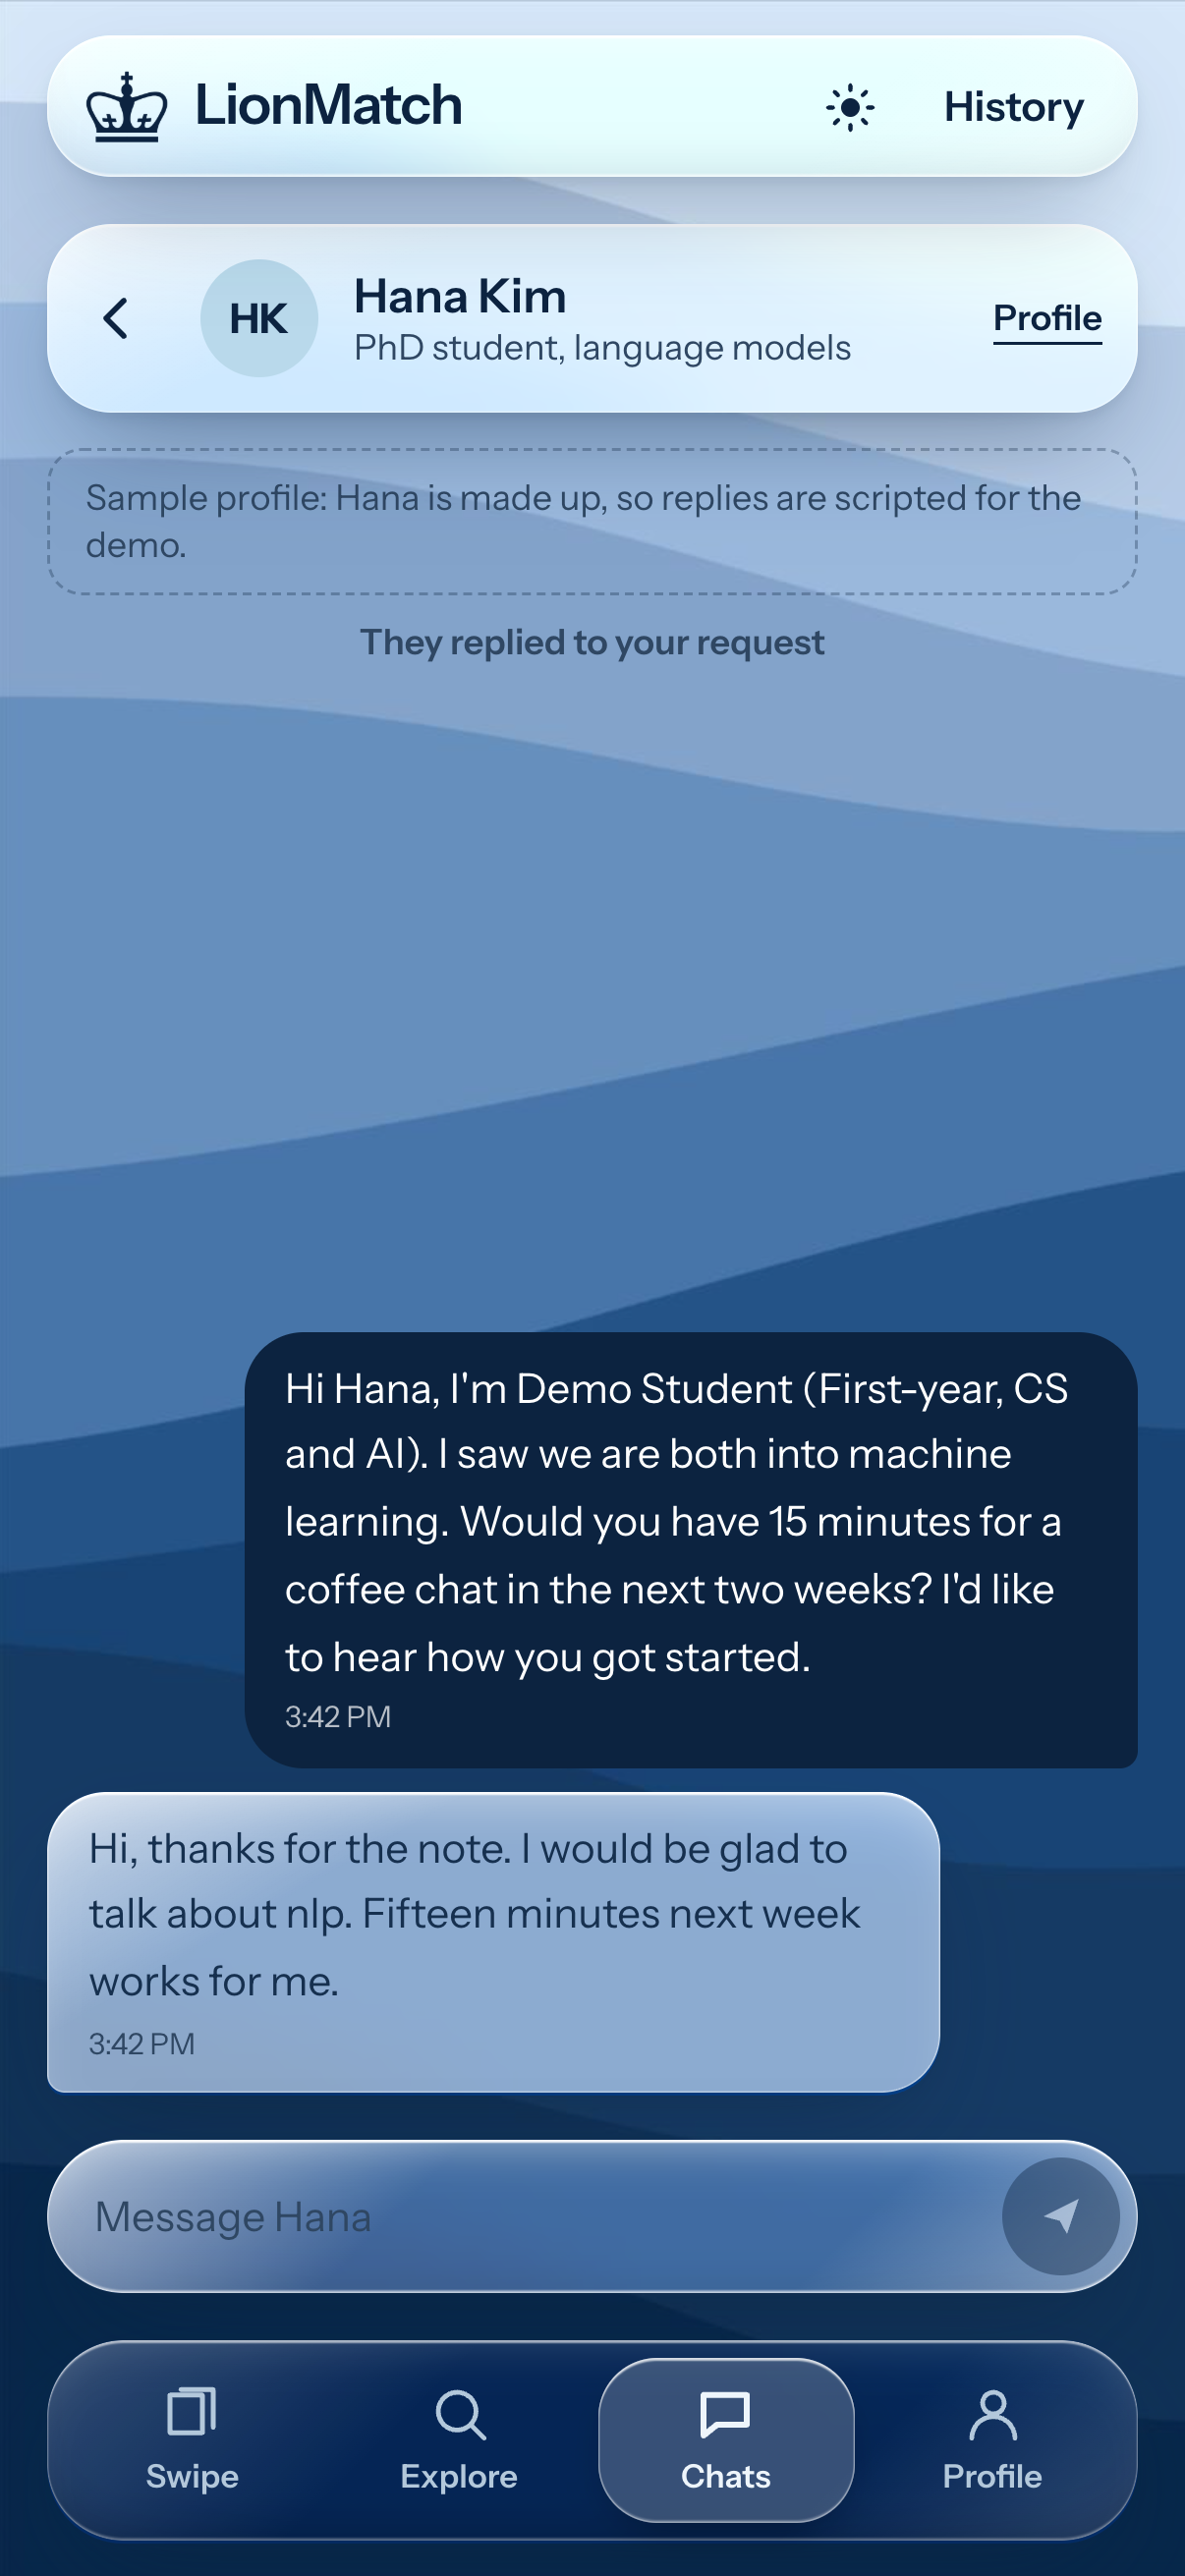 LionMatch
History
HK
Hana Kim
PhD student, language models
Profile
Sample profile: Hana is made up, so replies are scripted for the
demo.
They replied to your request
Hi Hana, I'm Demo Student (First-year, CS
and AI). I saw we are both into machine
learning. Would you have 15 minutes for a
coffee chat in the next two weeks? I'd like
to hear how you got started.
3:42 PM
Hi, thanks for the note. I would be glad to
talk about nlp. Fifteen minutes next week
works for me.
3:42 PM
Message Hana
Swipe
Explore
Chats
Profile